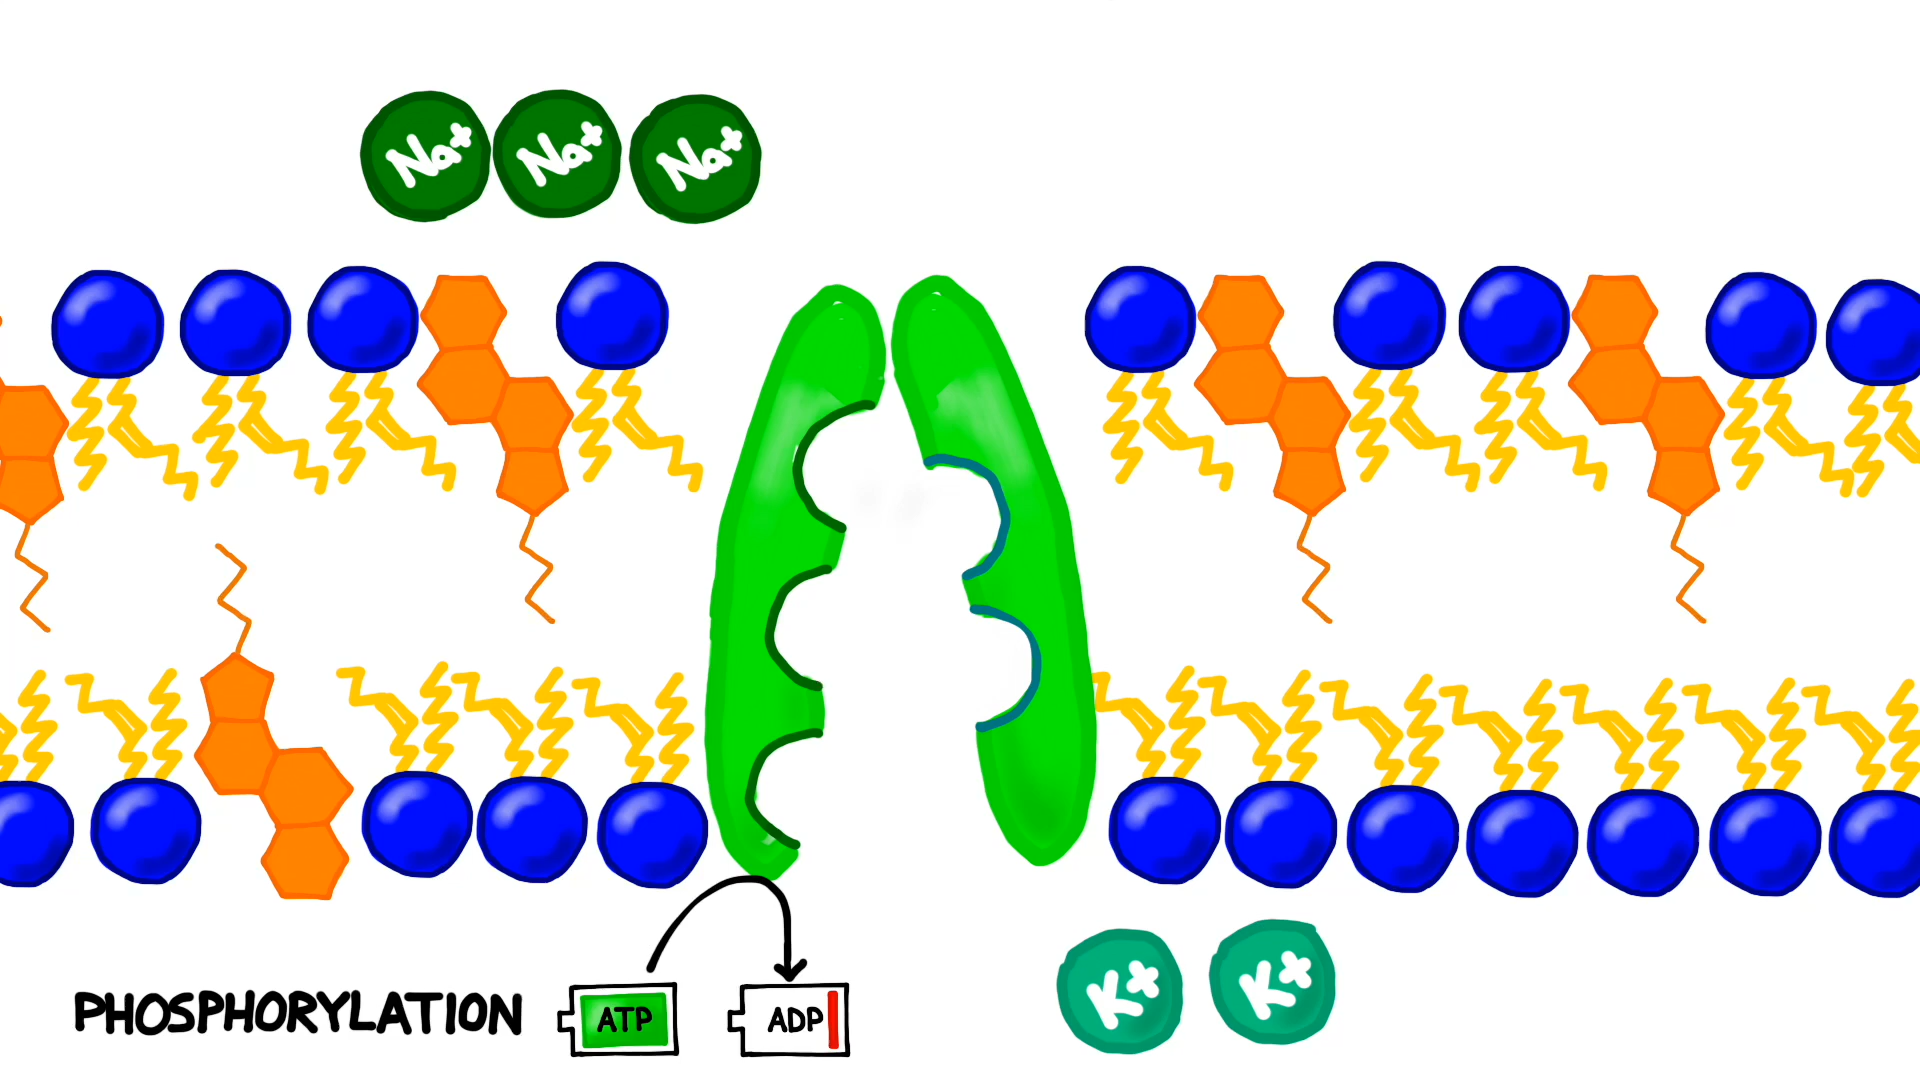 Na+ Na+ Na+
PHOSPHORYLATION ATP ADP
K+ K+